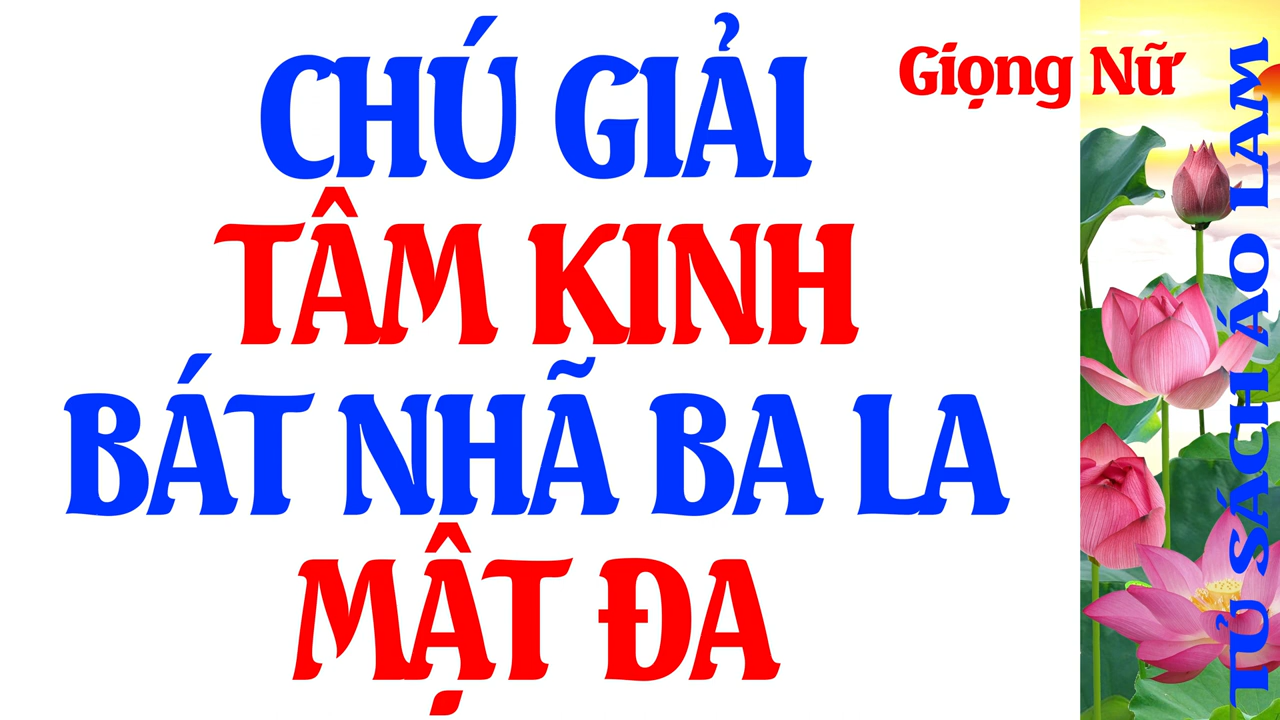 CHÚ GIẢI
Giọng Nữ
TÂM KINH
BÁT NHÃ BA LA
MẬT ĐA
TỦ SÁCH ÁO LAM